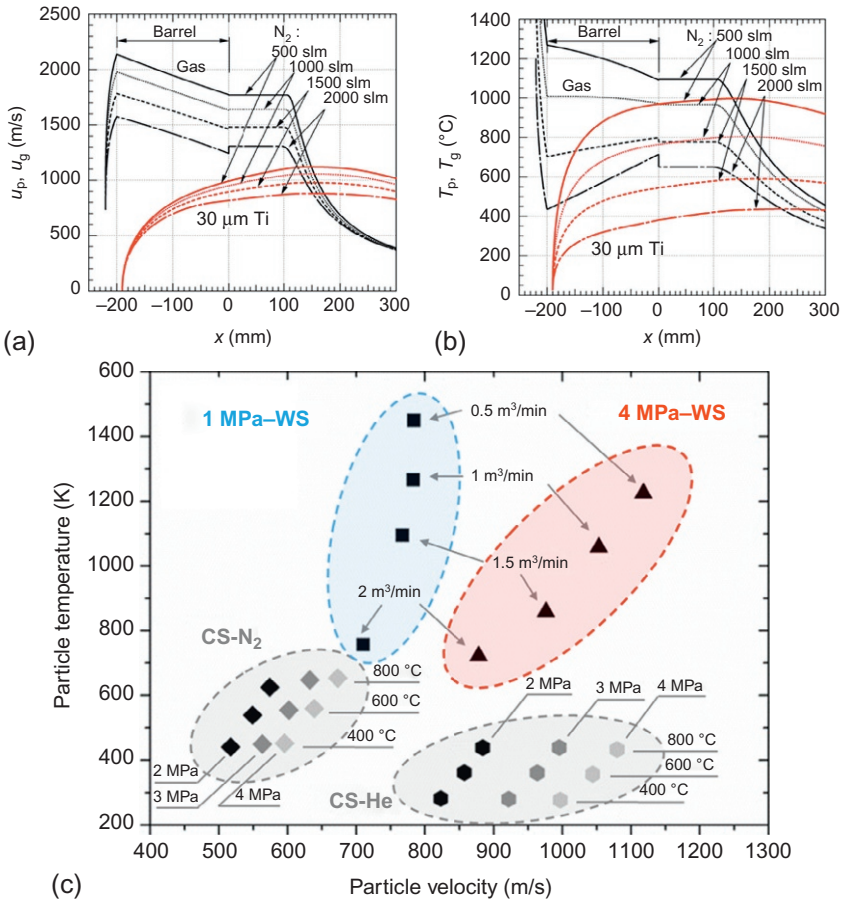 Barrel
N2 :
500 slm
1000 slm
1500 slm
2000 slm
Gas
30 μm Ti
2500
2000
1500
1000
500
0
up, ug (m/s)
–200 –100 0 100 200 300
x (mm)
(a)
Barrel
N2 :
500 slm
1000 slm
1500 slm
2000 slm
Gas
30 μm Ti
1400
1200
1000
800
600
400
200
0
Tp, Tg (°C)
–200 –100 0 100 200 300
x (mm)
(b)
1 MPa–WS
4 MPa–WS
0.5 m³/min
1 m³/min
1.5 m³/min
2 m³/min
CS-N2
800 °C
600 °C
400 °C
2 MPa
3 MPa
4 MPa
2 MPa
3 MPa
4 MPa
800 °C
600 °C
400 °C
CS-He
600
1400
1200
1000
800
600
400
200
Particle temperature (K)
400 500 600 700 800 900 1000 1100 1200 1300
Particle velocity (m/s)
(c)